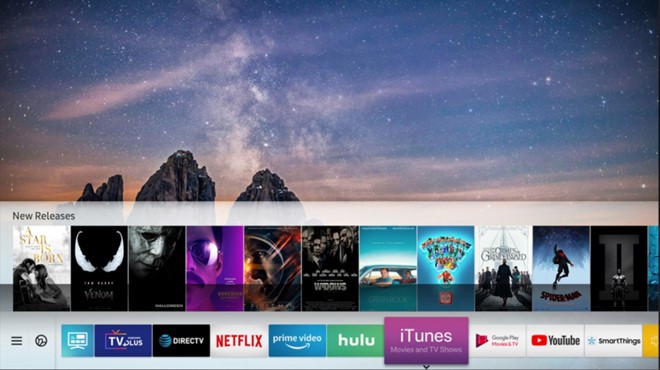 New Releases
A
STAR
IS
BORN
VENOM
HALLOWEEN
WIDOWS
GREEN BOOK
SPIDER-MAN
II
TV PLUS
DIRECTV
NETFLIX
prime video
hulu
iTunes
Movies and TV Shows
Google Play
Movies & TV
YouTube
SmartThings